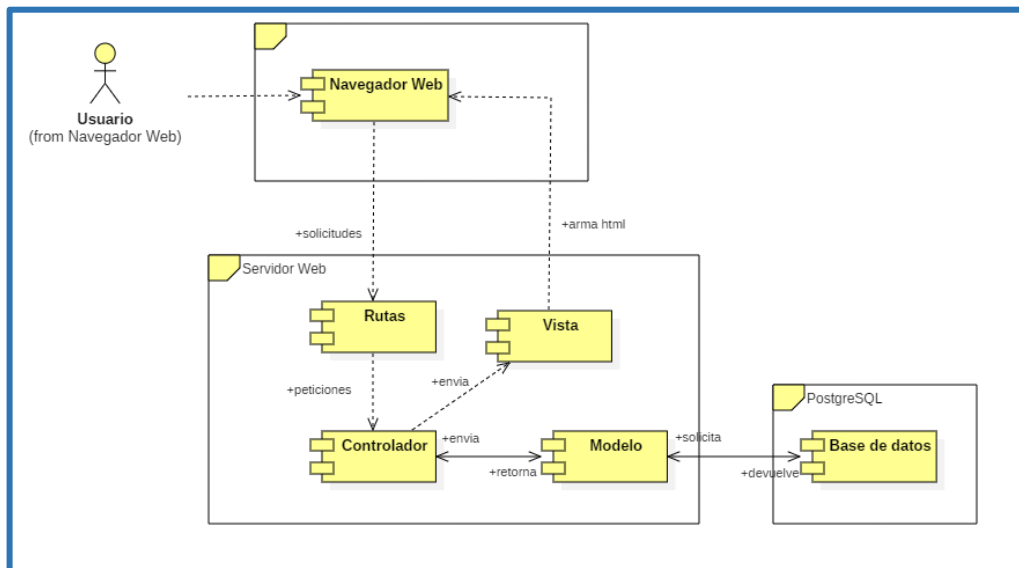 Navegador Web
Usuario
(from Navegador Web)
+arma html
+solicitudes
Servidor Web
Rutas
Vista
+envia
+peticiones
PostgreSQL
Controlador
+envia
Modelo
+solicita
Base de datos
+retorna
+devuelve